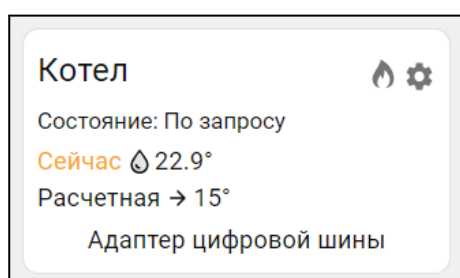 Котел
Состояние: По запросу
Сейчас 22.9°
Расчетная → 15°
Адаптер цифровой шины